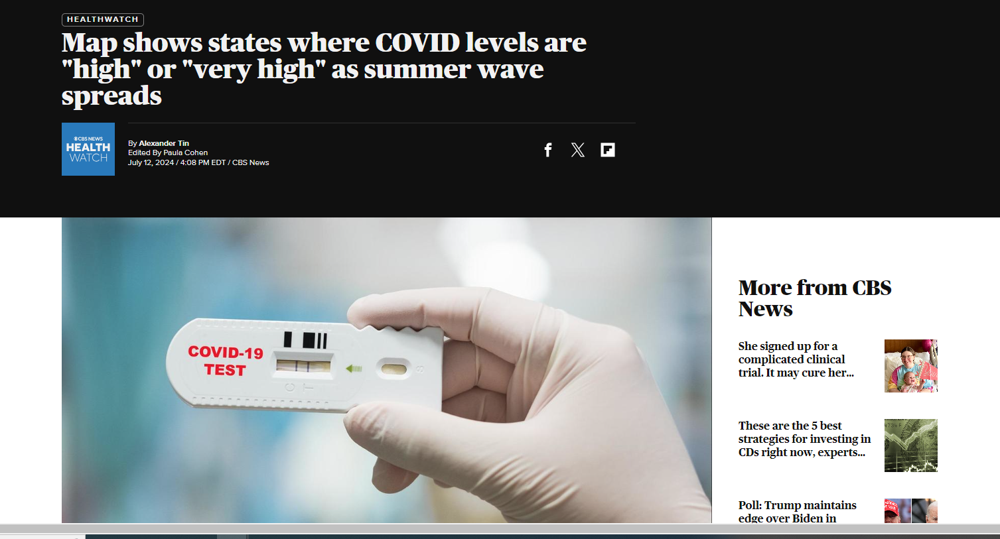 HEALTHWATCH
Map shows states where COVID levels are
"high" or "very high" as summer wave
spreads
CBS NEWS
HEALTH
WATCH
By Alexander Tin
Edited By Paula Cohen
July 12, 2024 / 4:08 PM EDT / CBS News
COVID-19
TEST
C T
S
More from CBS
News
She signed up for a
complicated clinical
trial. It may cure her...
These are the 5 best
strategies for investing in
CDs right now, experts...
Poll: Trump maintains
edge over Biden in